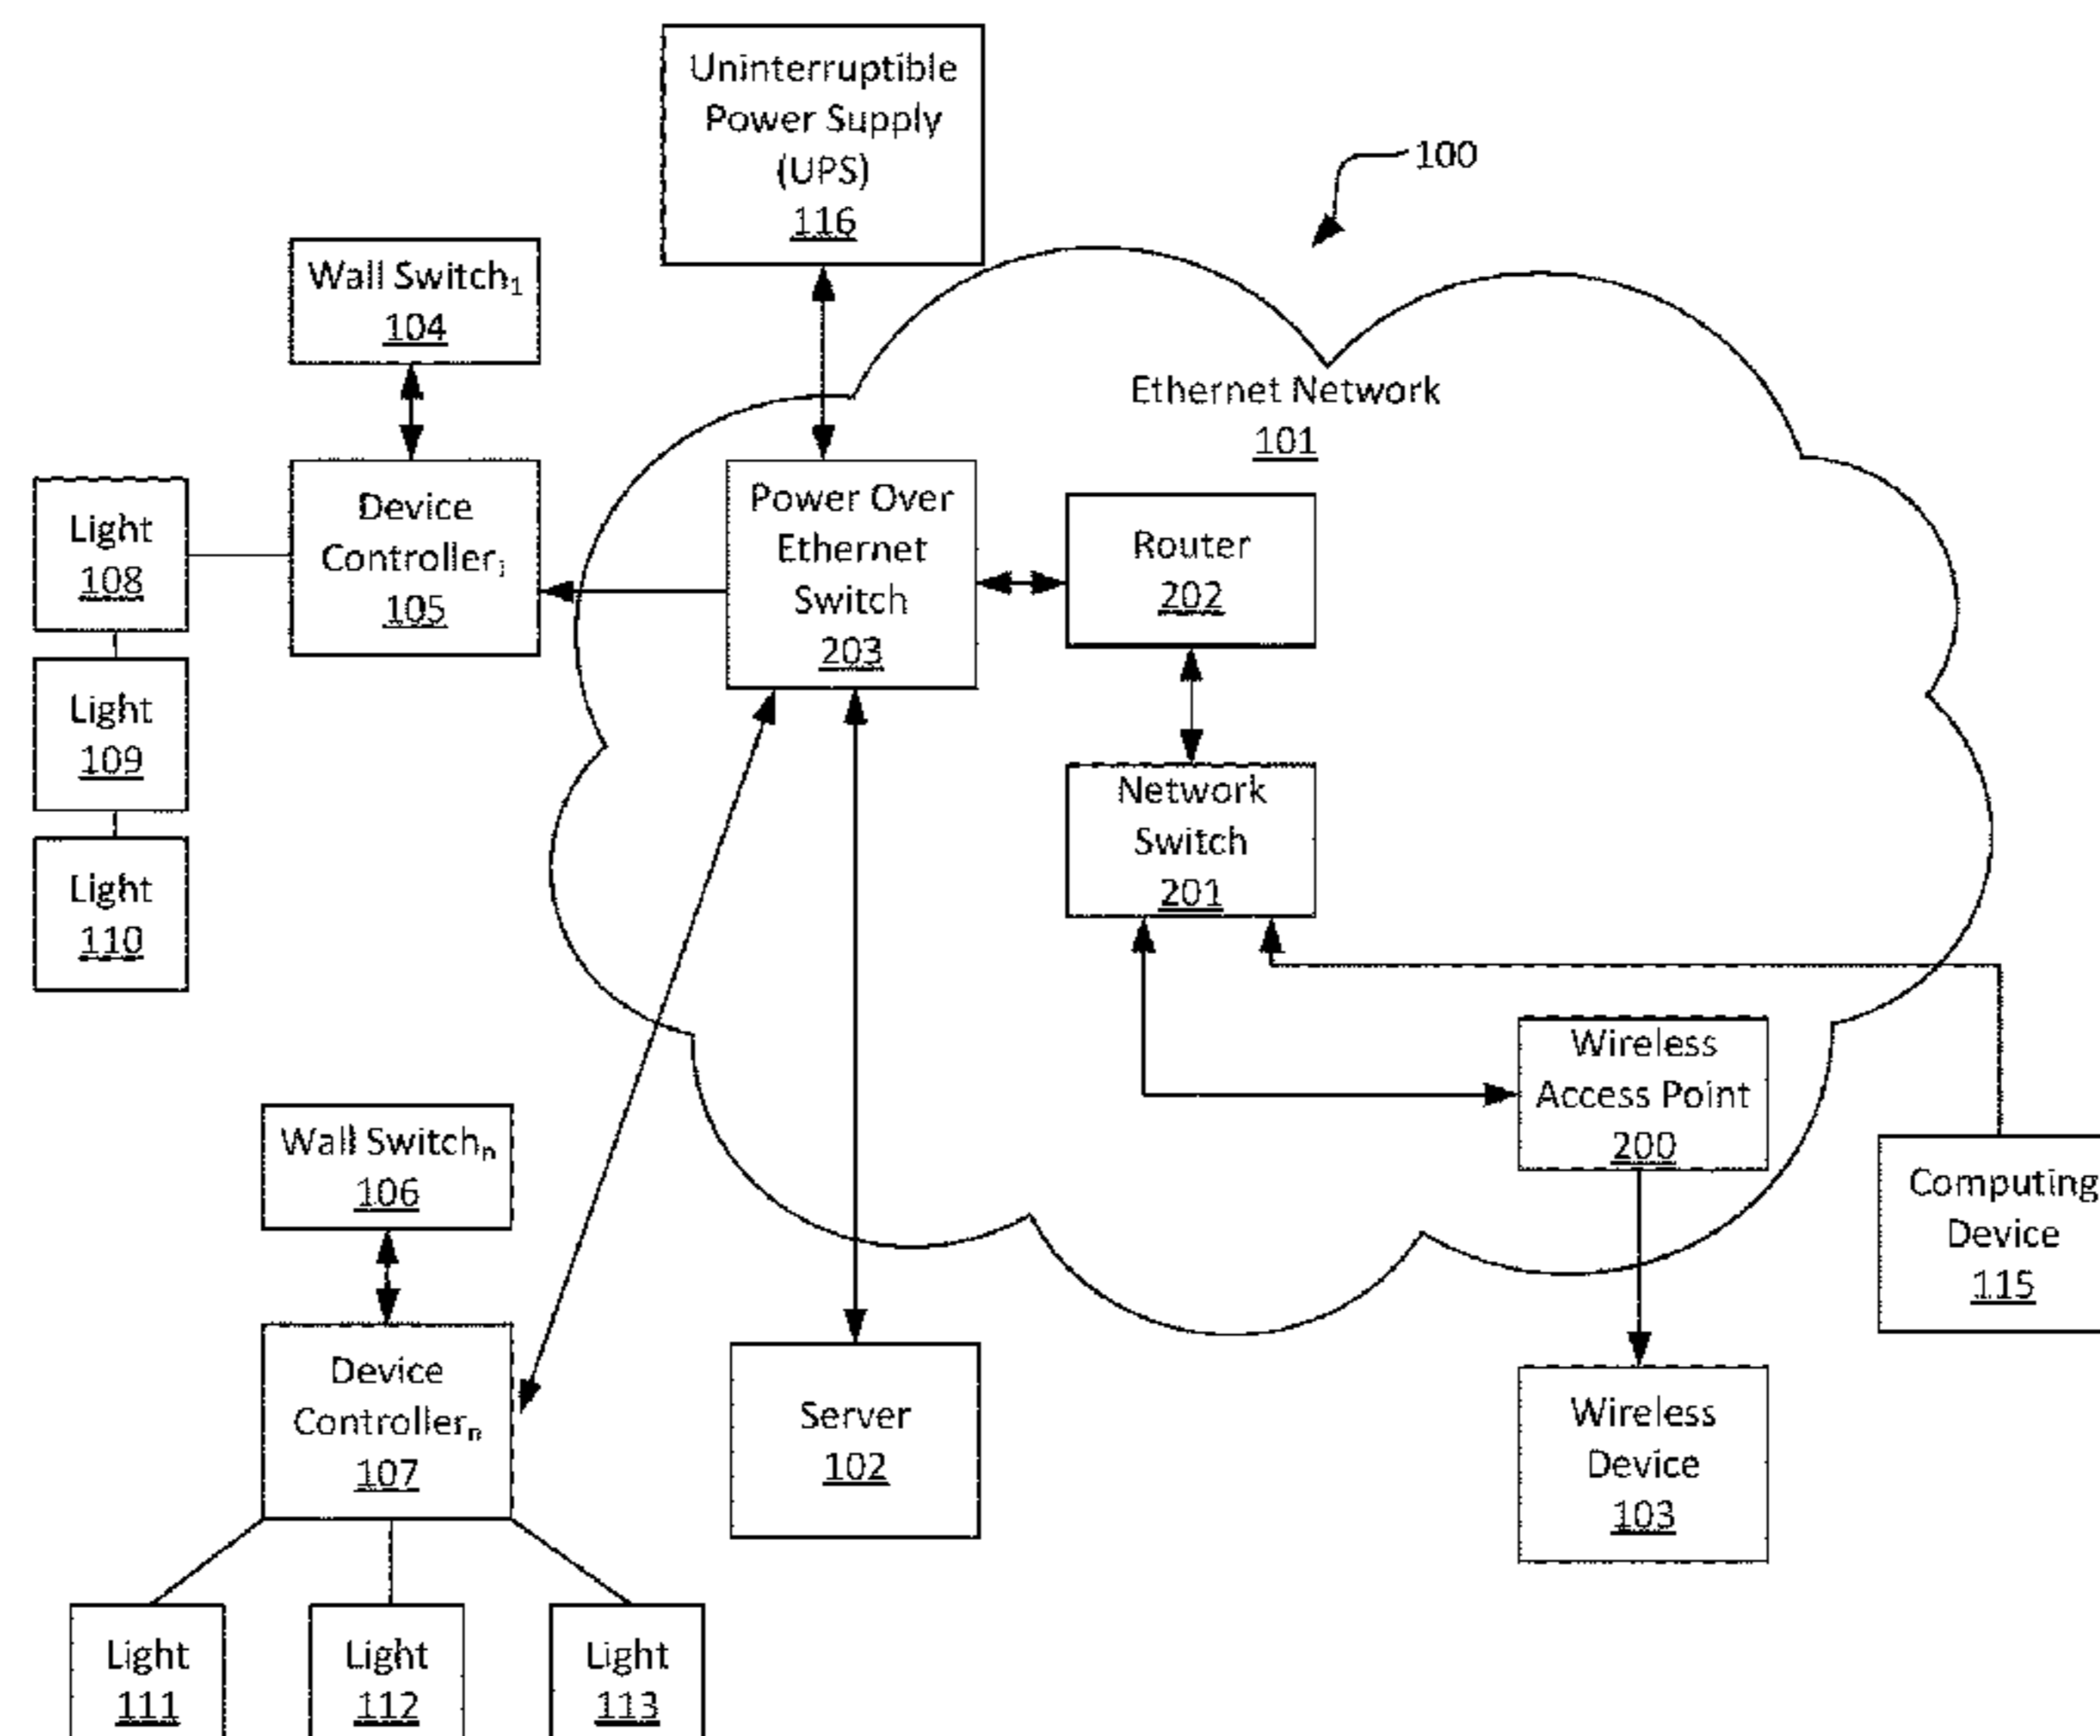 Uninterruptible
Power Supply
(UPS)
116
100
Wall Switch₁
104
Ethernet Network
101
Device
Controllerⱼ
105
Power Over
Ethernet
Switch
203
Router
202
Light
108
Light
109
Light
110
Network
Switch
201
Wireless
Access Point
200
Wall Switchₙ
106
Computing
Device
115
Device
Controllerₙ
107
Server
102
Wireless
Device
103
Light
111
Light
112
Light
113